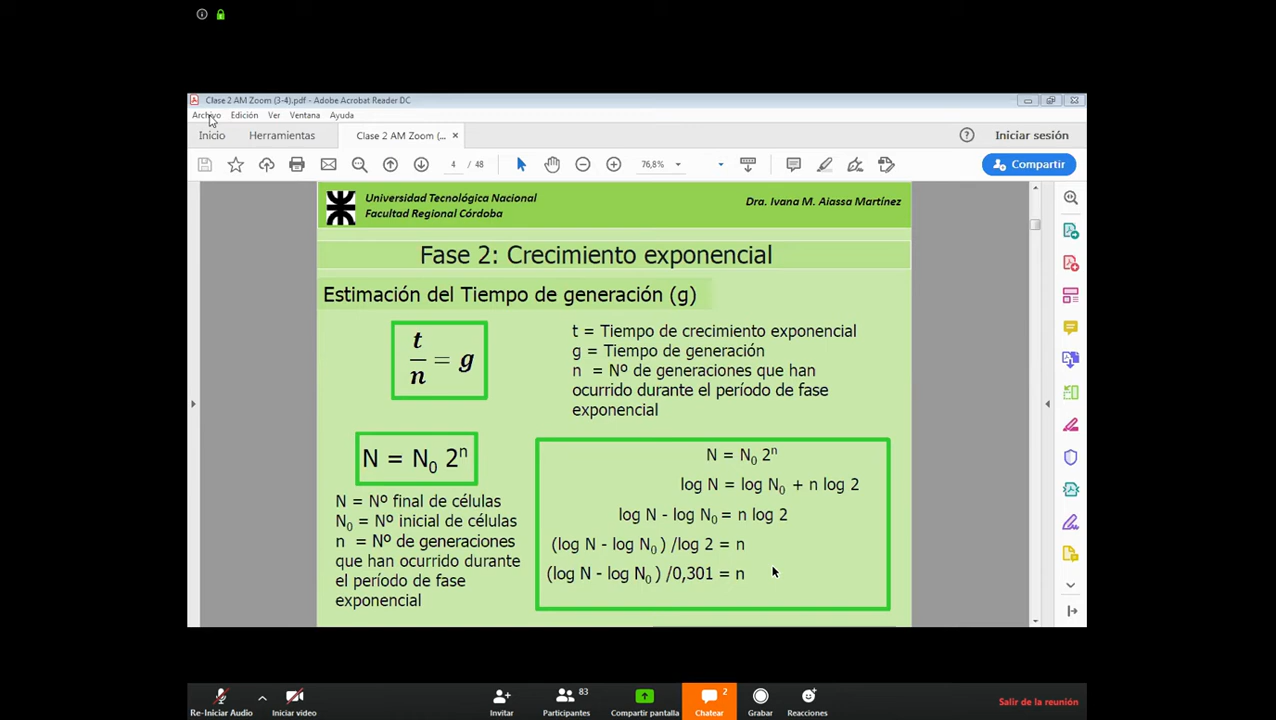 Clase 2 AM Zoom (3-4).pdf - Adobe Acrobat Reader DC
Archivo Edición Ver Ventana Ayuda
Inicio Herramientas Clase 2 AM Zoom (... × Iniciar sesión
4 / 48 76,8% Compartir
Universidad Tecnológica Nacional
Facultad Regional Córdoba
Dra. Ivana M. Aiassa Martínez
Fase 2: Crecimiento exponencial
Estimación del Tiempo de generación (g)
t/n = g
t = Tiempo de crecimiento exponencial
g = Tiempo de generación
n = Nº de generaciones que han
ocurrido durante el período de fase
exponencial
N = N₀ 2ⁿ
N = Nº final de células
N₀ = Nº inicial de células
n = Nº de generaciones
que han ocurrido durante
el período de fase
exponencial
N = N₀ 2ⁿ
log N = log N₀ + n log 2
log N - log N₀ = n log 2
(log N - log N₀ ) /log 2 = n
(log N - log N₀ ) /0,301 = n
Re-Iniciar Audio Iniciar video Invitar Participantes 83 Compartir pantalla Chatear 2 Grabar Reacciones Salir de la reunión